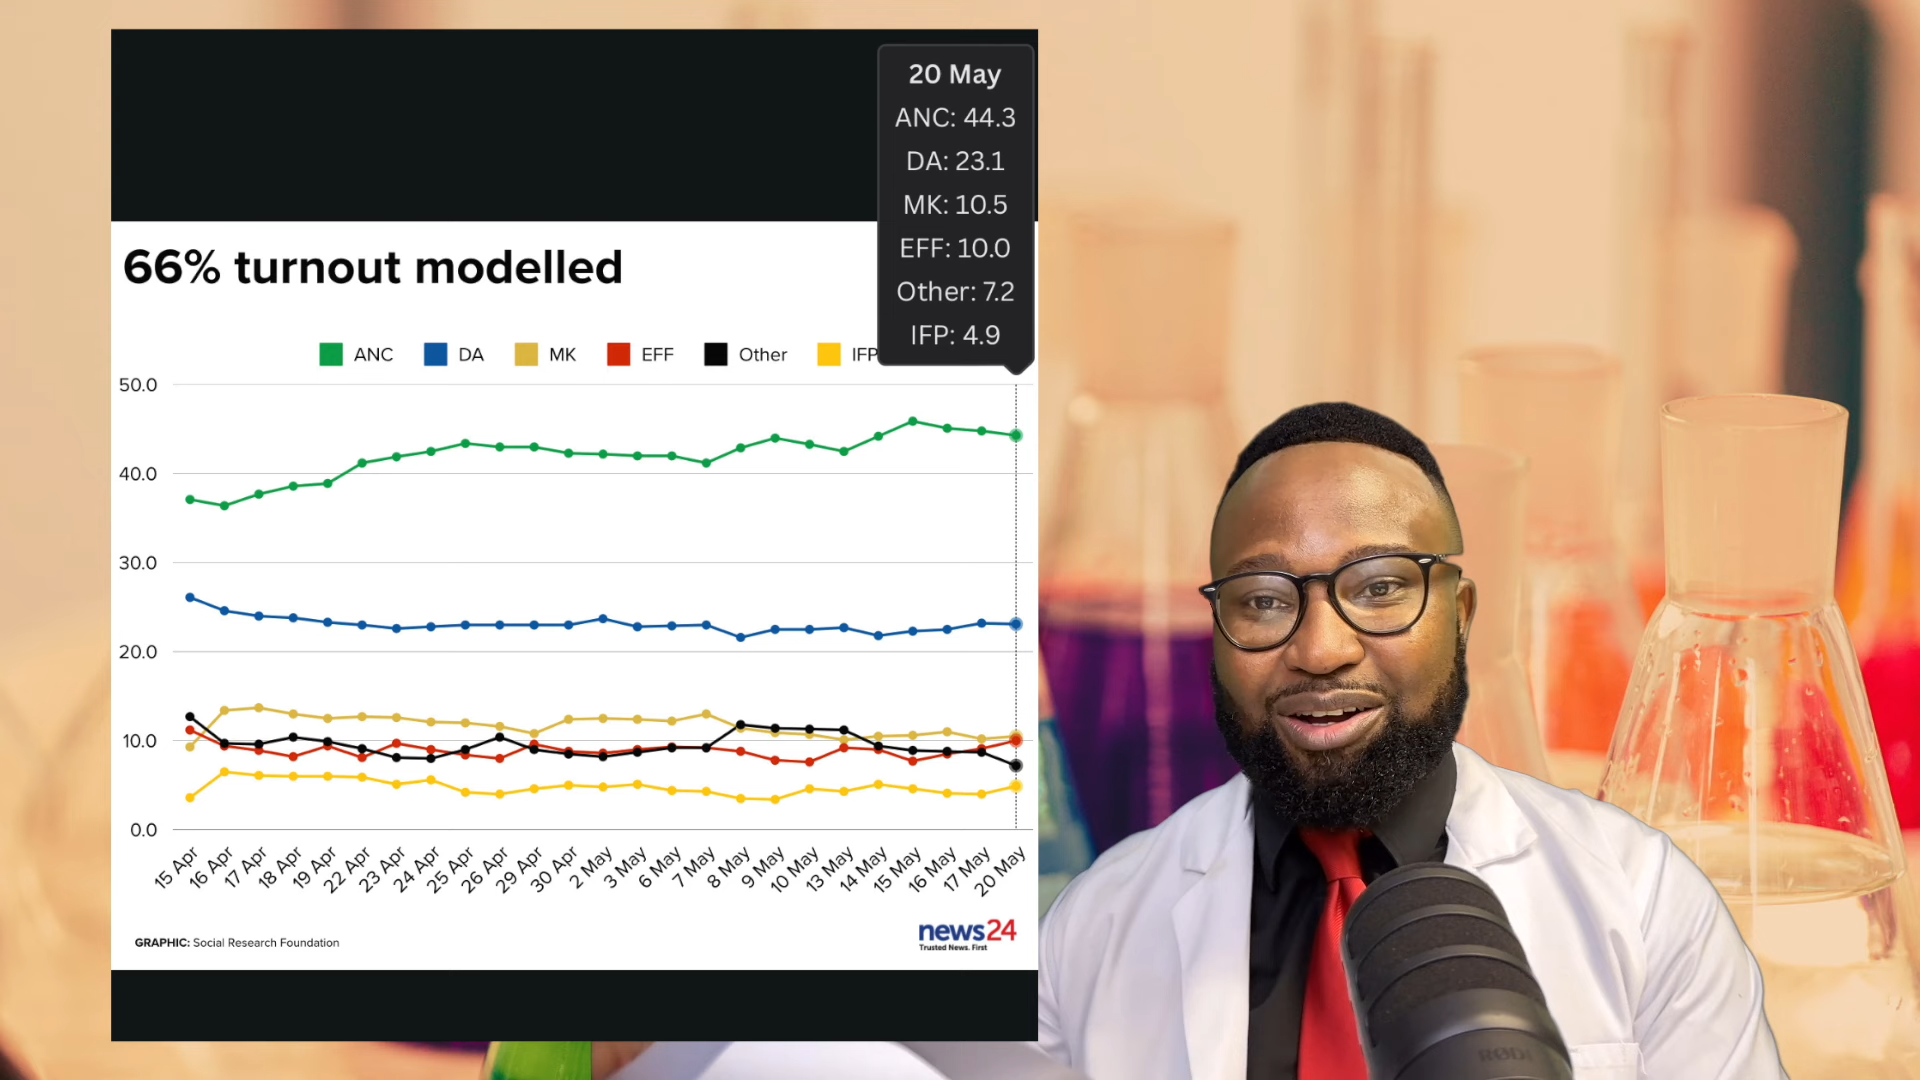 20 May
ANC: 44.3
DA: 23.1
MK: 10.5
EFF: 10.0
Other: 7.2
IFP: 4.9
66% turnout modelled
ANC DA MK EFF Other IFP
50.0
40.0
30.0
20.0
10.0
0.0
15 Apr 16 Apr 17 Apr 18 Apr 19 Apr 22 Apr 23 Apr 24 Apr 25 Apr 26 Apr 29 Apr 30 Apr 2 May 3 May 6 May 7 May 8 May 9 May 10 May 13 May 14 May 15 May 16 May 17 May 20 May
GRAPHIC: Social Research Foundation
news24
Trusted News. First
RØDE